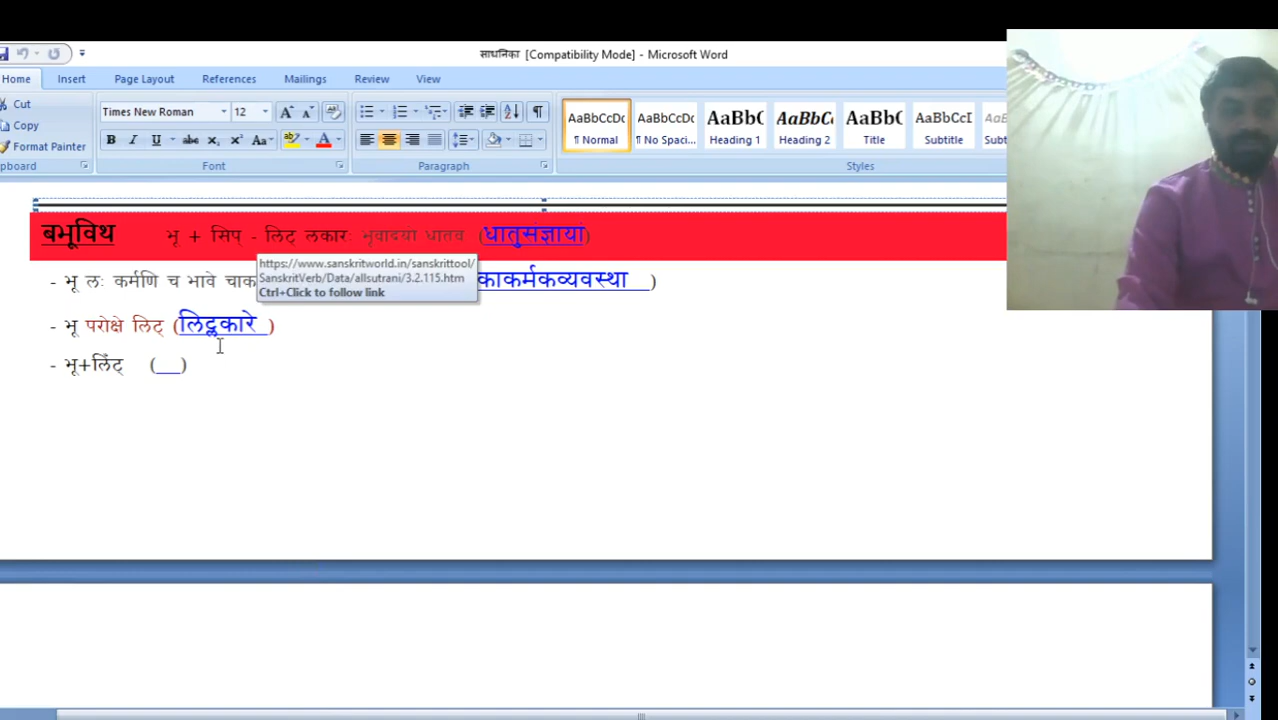 साधनिका [Compatibility Mode] - Microsoft Word
Home Insert Page Layout References Mailings Review View
Cut
Copy
Format Painter
Times New Roman 12
AaBbCcDc AaBbCcDc AaBbC AaBbCc AaBbC AaBbCcI
¶ Normal ¶ No Spaci... Heading 1 Heading 2 Title Subtitle
pboard Font Paragraph Styles
बभूविथ भू + सिप् - लिट् लकारः भूवादया धातव (धातुसंज्ञायां)
https://www.sanskritworld.in/sanskrittool/
SanskritVerb/Data/allsutrani/3.2.115.htm
Ctrl+Click to follow link
- भू लः कर्मणि च भावे चाक काकर्मकव्यवस्था )
- भू परोक्षे लिट् (लिट्लकारे )
- भू+लिँट् ( )